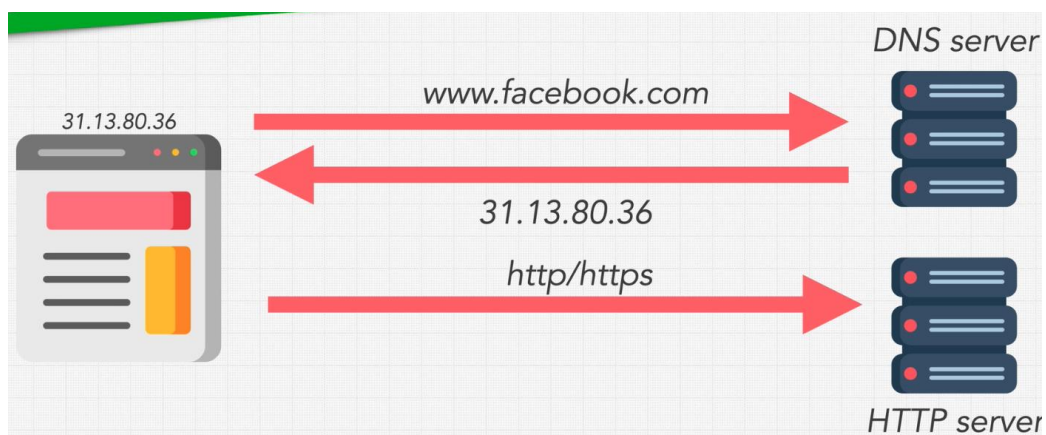 DNS server
www.facebook.com
31.13.80.36
31.13.80.36
http/https
HTTP server